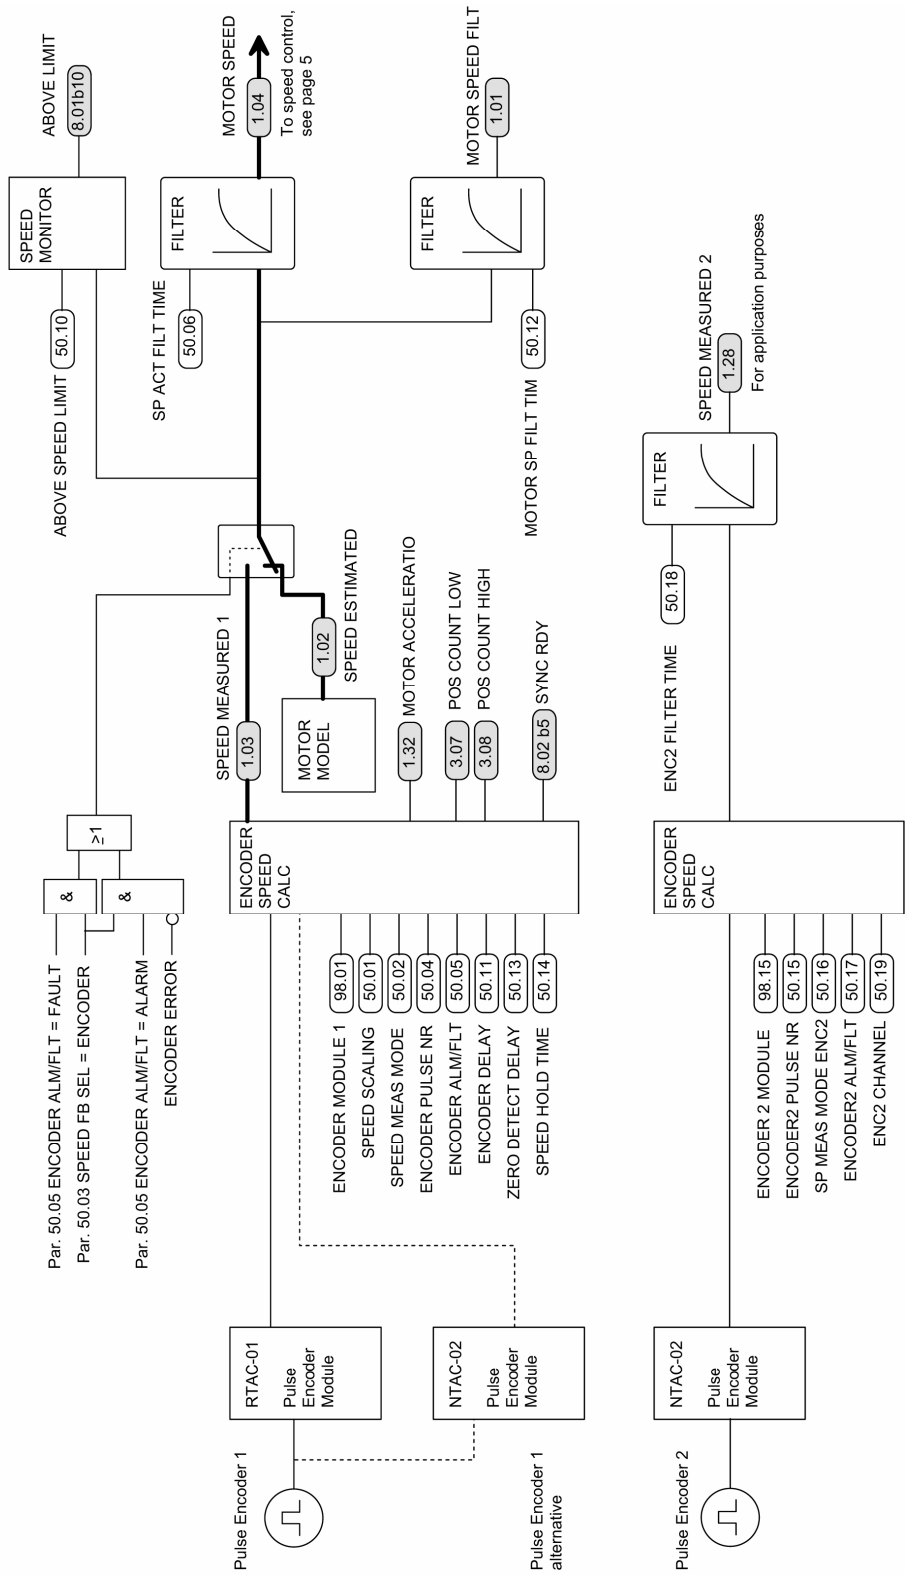 Par. 50.05 ENCODER ALM/FLT = FAULT
Par. 50.03 SPEED FB SEL = ENCODER
Par. 50.05 ENCODER ALM/FLT = ALARM
ENCODER ERROR
&
&
≥1
ABOVE SPEED LIMIT
50.10
SPEED
MONITOR
ABOVE LIMIT
8.01b10
SP ACT FILT TIME
50.06
FILTER
MOTOR SPEED
1.04
To speed control,
see page 5
MOTOR SP FILT TIM
50.12
FILTER
MOTOR SPEED FILT
1.01
Pulse Encoder 1
RTAC-01
Pulse
Encoder
Module
Pulse Encoder 1
alternative
NTAC-02
Pulse
Encoder
Module
ENCODER MODULE 1
98.01
SPEED SCALING
50.01
SPEED MEAS MODE
50.02
ENCODER PULSE NR
50.04
ENCODER ALM/FLT
50.05
ENCODER DELAY
50.11
ZERO DETECT DELAY
50.13
SPEED HOLD TIME
50.14
ENCODER
SPEED
CALC
SPEED MEASURED 1
1.03
MOTOR
MODEL
1.02
SPEED ESTIMATED
1.32
MOTOR ACCELERATIO
3.07
POS COUNT LOW
3.08
POS COUNT HIGH
8.02 b5
SYNC RDY
Pulse Encoder 2
NTAC-02
Pulse
Encoder
Module
ENCODER 2 MODULE
98.15
ENCODER2 PULSE NR
50.15
SP MEAS MODE ENC2
50.16
ENCODER2 ALM/FLT
50.17
ENC2 CHANNEL
50.19
ENCODER
SPEED
CALC
ENC2 FILTER TIME
50.18
FILTER
SPEED MEASURED 2
1.28
For application purposes